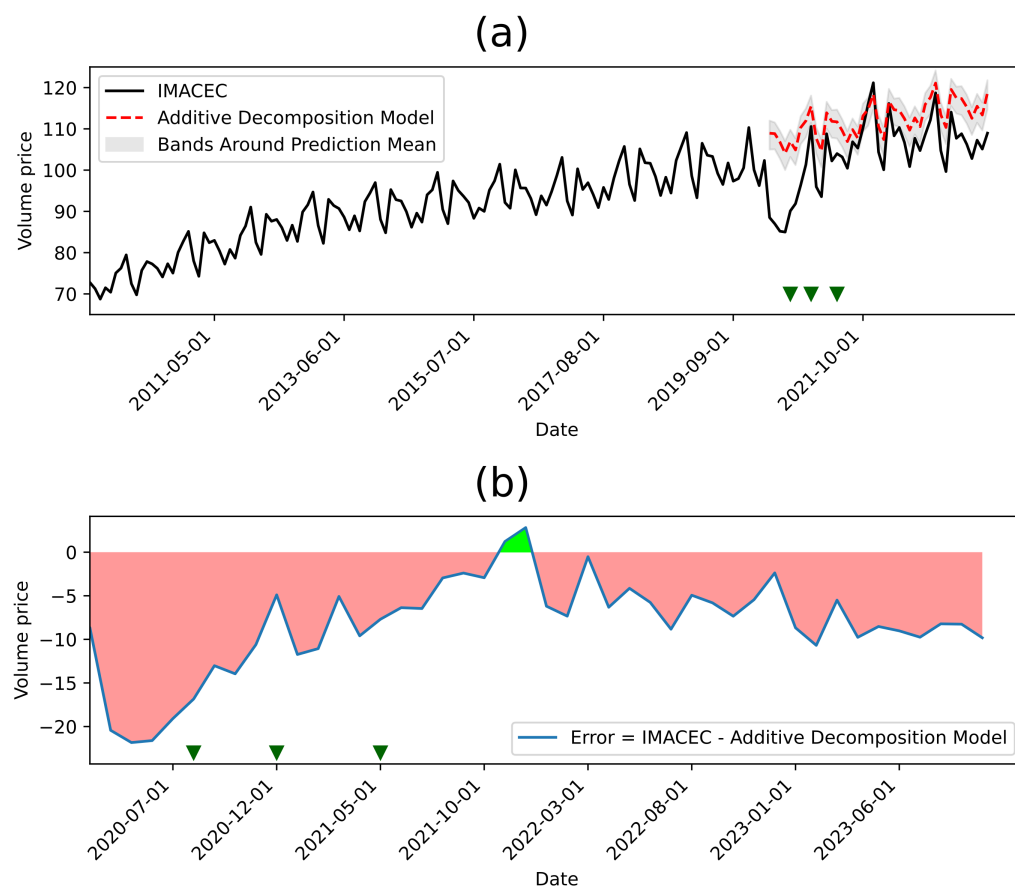 (a)
120
110
100
90
80
70
Volume price
IMACEC
Additive Decomposition Model
Bands Around Prediction Mean
2011-05-01
2013-06-01
2015-07-01
2017-08-01
2019-09-01
2021-10-01
Date
(b)
0
−5
−10
−15
−20
Volume price
Error = IMACEC - Additive Decomposition Model
2020-07-01
2020-12-01
2021-05-01
2021-10-01
2022-03-01
2022-08-01
2023-01-01
2023-06-01
Date